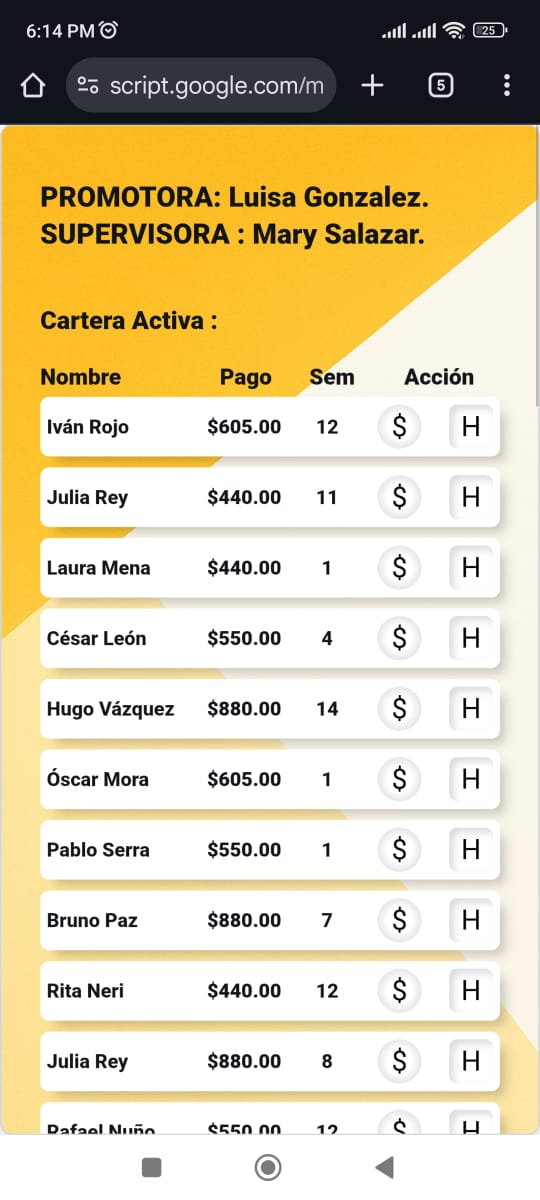 6:14 PM 25
script.google.com/m 5
PROMOTORA: Luisa Gonzalez.
SUPERVISORA : Mary Salazar.
Cartera Activa :
Nombre Pago Sem Acción
Iván Rojo $605.00 12 $ H
Julia Rey $440.00 11 $ H
Laura Mena $440.00 1 $ H
César León $550.00 4 $ H
Hugo Vázquez $880.00 14 $ H
Óscar Mora $605.00 1 $ H
Pablo Serra $550.00 1 $ H
Bruno Paz $880.00 7 $ H
Rita Neri $440.00 12 $ H
Julia Rey $880.00 8 $ H
Rafael Nuño $550.00 12 $ H